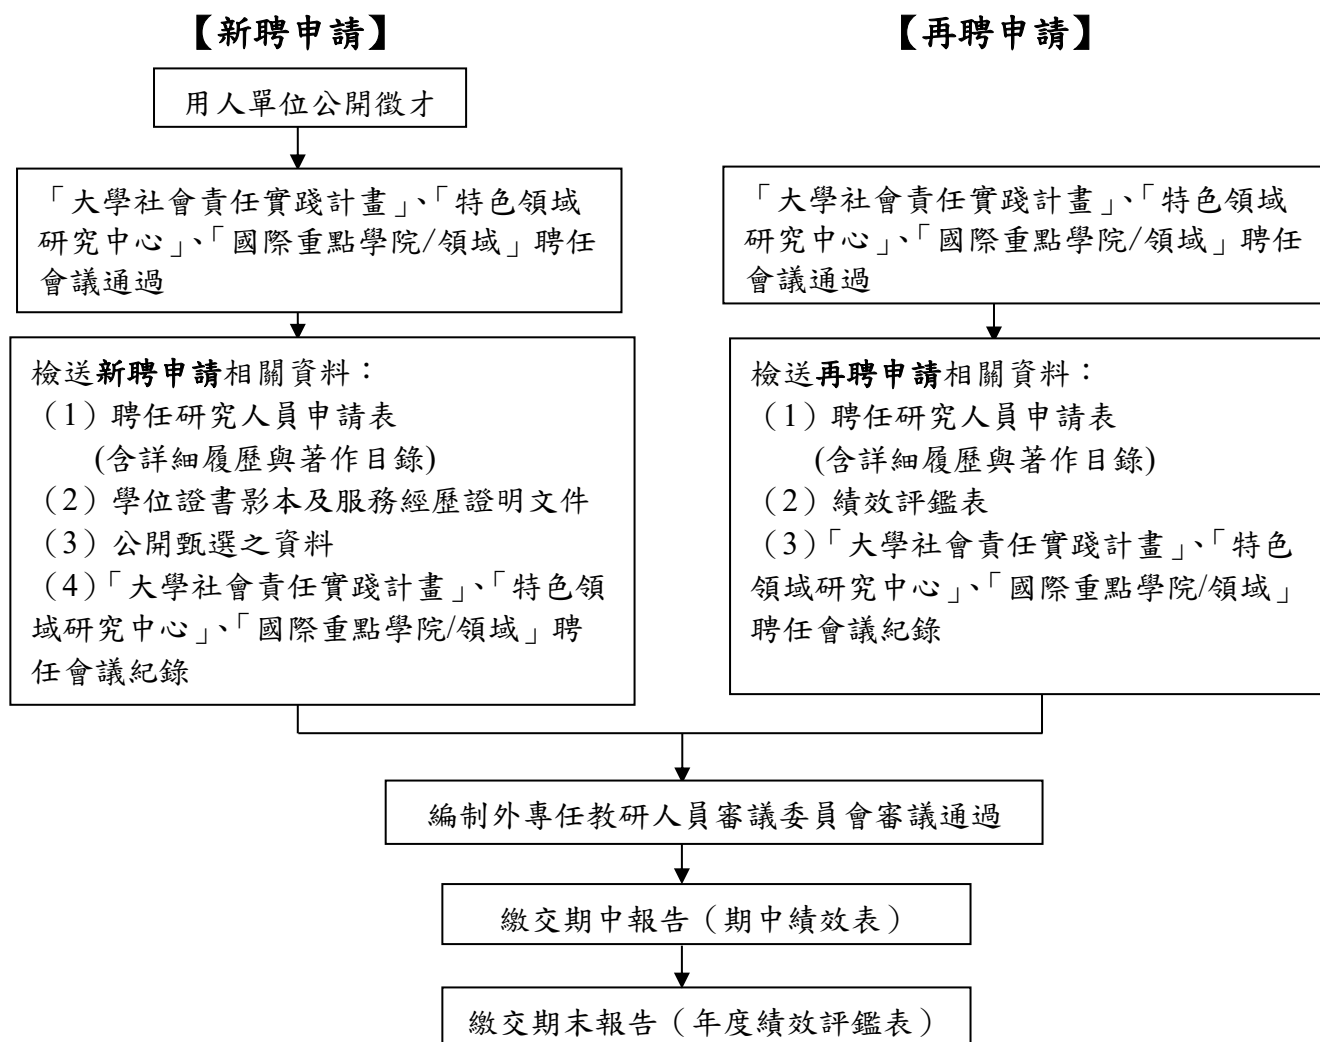 【新聘申請】
用人單位公開徵才
「大學社會責任實踐計畫」、「特色領域
研究中心」、「國際重點學院/領域」聘任
會議通過
檢送新聘申請相關資料：
（1）聘任研究人員申請表
(含詳細履歷與著作目錄)
（2）學位證書影本及服務經歷證明文件
（3）公開甄選之資料
（4）「大學社會責任實踐計畫」、「特色領
域研究中心」、「國際重點學院/領域」聘
任會議紀錄
【再聘申請】
「大學社會責任實踐計畫」、「特色領域
研究中心」、「國際重點學院/領域」聘任
會議通過
檢送再聘申請相關資料：
（1）聘任研究人員申請表
(含詳細履歷與著作目錄)
（2）績效評鑑表
（3）「大學社會責任實踐計畫」、「特色
領域研究中心」、「國際重點學院/領域」
聘任會議紀錄
編制外專任教研人員審議委員會審議通過
繳交期中報告（期中績效表）
繳交期末報告（年度績效評鑑表）